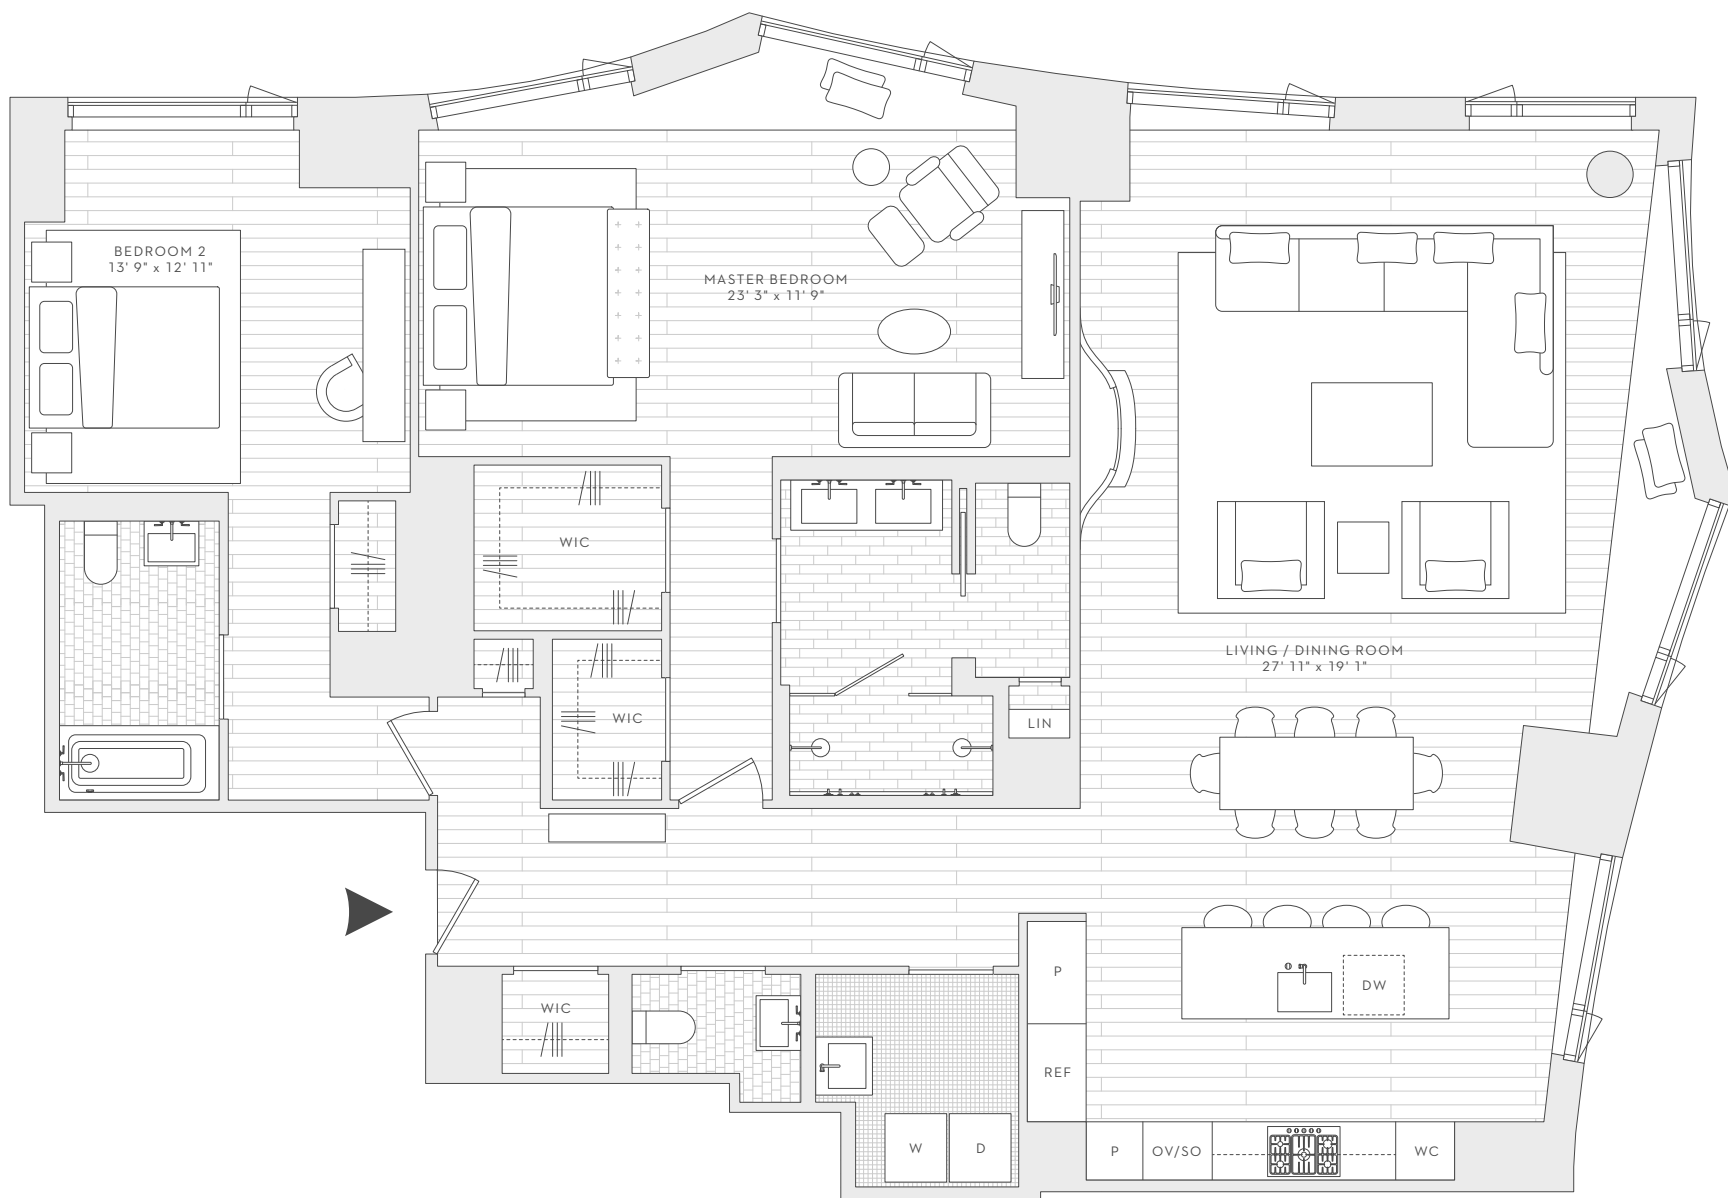 BEDROOM 2
13' 9" x 12' 11"
MASTER BEDROOM
23' 3" x 11' 9"
WIC
WIC
LIN
LIVING / DINING ROOM
27' 11" x 19' 1"
WIC
P
DW
REF
W
D
P
OV/SO
WC